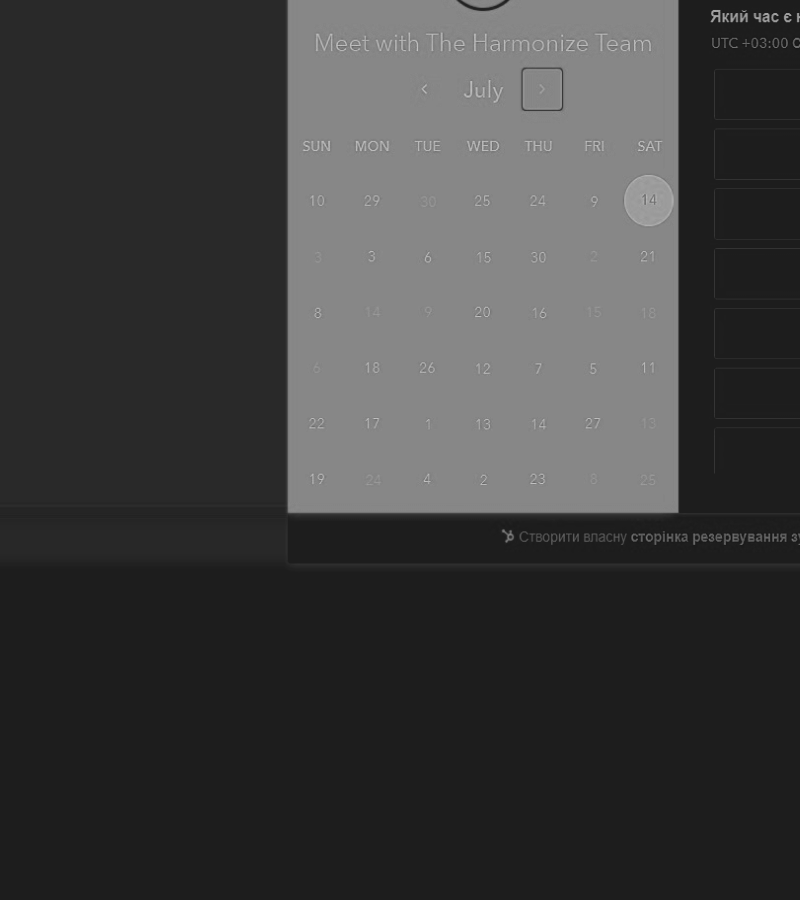 Який час є
UTC +03:00
Meet with The Harmonize Team
July
SUN MON TUE WED THU FRI SAT
10 29 30 25 24 9 14
3 3 6 15 30 2 21
8 14 9 20 16 15 18
6 18 26 12 7 5 11
22 17 1 13 14 27 13
19 24 4 2 23 8 25
Створити власну сторінка резервування